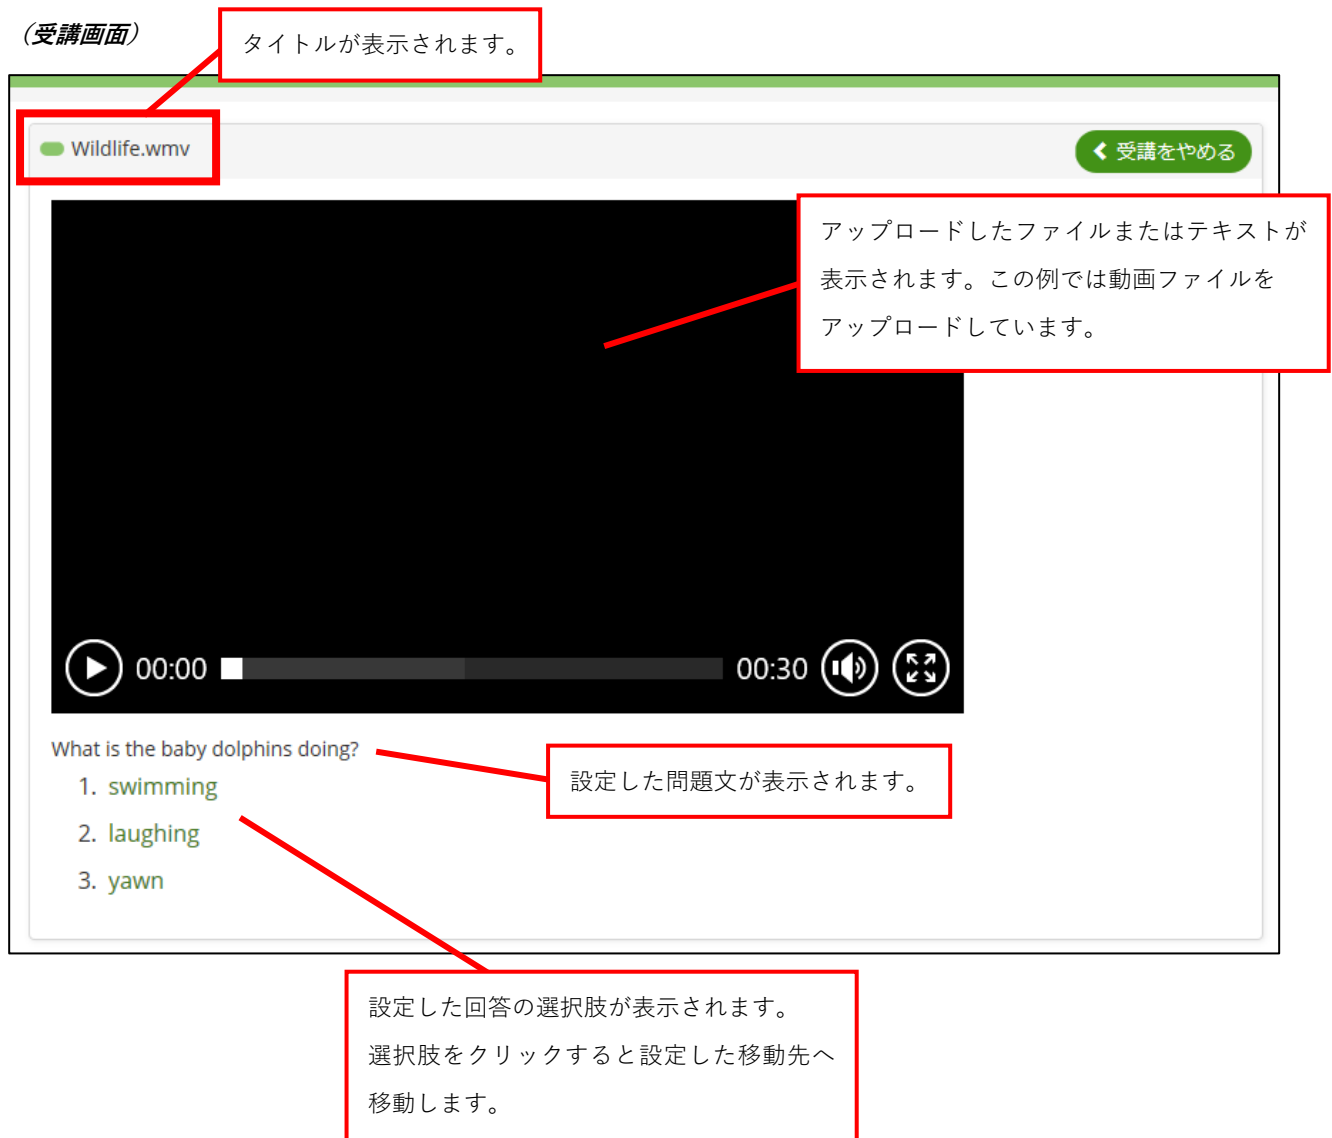 （受講画面）
タイトルが表示されます。
Wildlife.wmv
受講をやめる
アップロードしたファイルまたはテキストが
表示されます。この例では動画ファイルを
アップロードしています。
00:00
00:30
What is the baby dolphins doing?
設定した問題文が表示されます。
1. swimming
2. laughing
3. yawn
設定した回答の選択肢が表示されます。
選択肢をクリックすると設定した移動先へ
移動します。